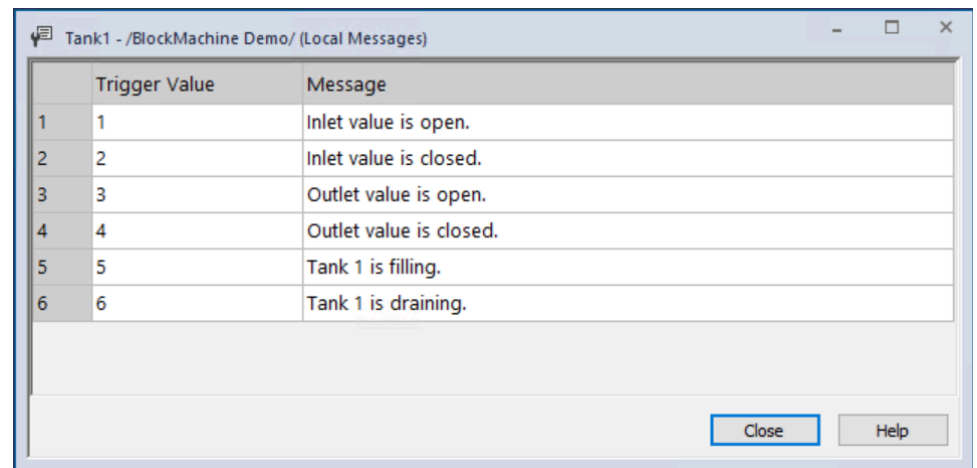 Tank1 - /BlockMachine Demo/ (Local Messages)
Trigger Value Message
1 1 Inlet value is open.
2 2 Inlet value is closed.
3 3 Outlet value is open.
4 4 Outlet value is closed.
5 5 Tank 1 is filling.
6 6 Tank 1 is draining.
Close Help